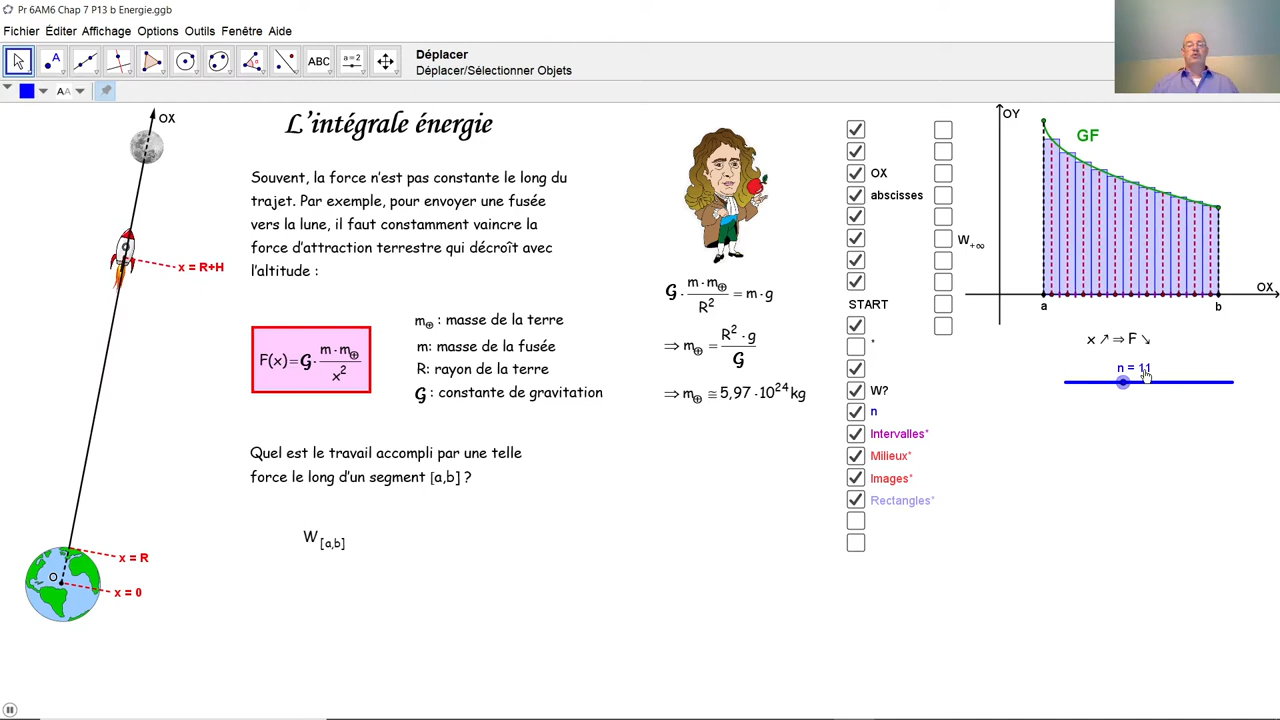 Pr 6AM6 Chap 7 P13 b Energie.ggb
Fichier Éditer Affichage Options Outils Fenêtre Aide
A
ABC
a=2
Déplacer
Déplacer/Sélectionner Objets
AA
OX
L'intégrale énergie
Souvent, la force n'est pas constante le long du
trajet. Par exemple, pour envoyer une fusée
vers la lune, il faut constamment vaincre la
force d'attraction terrestre qui décroît avec
l'altitude :
x = R+H
F(x)=G·m·m⊕/x²
m⊕ : masse de la terre
m: masse de la fusée
R: rayon de la terre
G : constante de gravitation
Quel est le travail accompli par une telle
force le long d'un segment [a,b] ?
W[a,b]
x = R
O
x = 0
G·m·m⊕/R² = m·g
⇒ m⊕ = R²·g/G
⇒ m⊕ ≅ 5,97·10²⁴ kg
OX
abscisses
START
*
W?
n
Intervalles*
Milieux*
Images*
Rectangles*
W+∞
OY
GF
OX
a
b
x ↗ ⇒ F ↘
n = 11